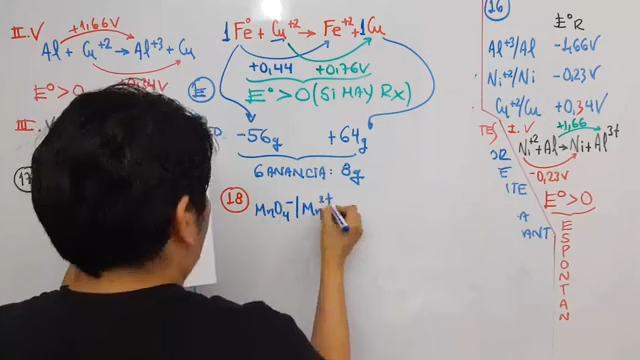 II. V
+1,66V
Al + Cu+2 → Al+3 + Cu
+0,34V
E° > 0
III. V
17
1Fe° + Cu+2 → Fe+2 + 1Cu
+0,44 +0,76V
E
E° > 0 (SI HAY RX)
-56g +64g
GANANCIA: 8g
18
MnO4-|Mn2+
16
E°R
Al+3/Al -1,66V
Ni+2/Ni -0,23V
Cu+2/Cu +0,34V
I. V
+1,66
Ni+2 + Al → Ni + Al3+
-0,23V
E° > 0
ESPONTAN
OR
E
ITE
A
ANT